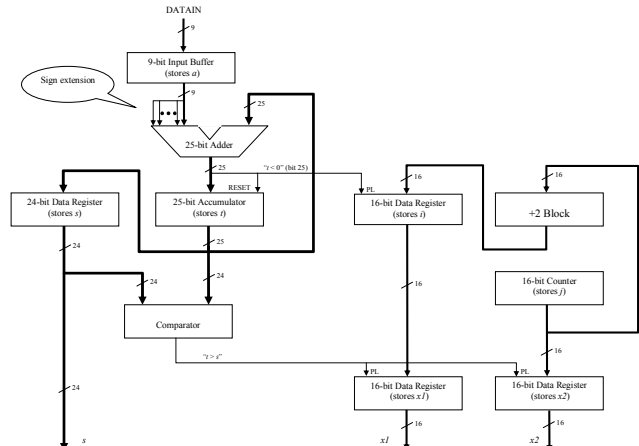 DATAIN
9
9-bit Input Buffer
(stores a)
Sign extension
9
25
25-bit Adder
25
"t < 0" (bit 25)
RESET
PL
16
16
24-bit Data Register
(stores s)
25-bit Accumulator
(stores t)
16-bit Data Register
(stores i)
+2 Block
24
25
24
24
16
16-bit Counter
(stores j)
Comparator
16
"t > s"
PL
PL
24
16-bit Data Register
(stores x1)
16-bit Data Register
(stores x2)
16
16
s
x1
x2